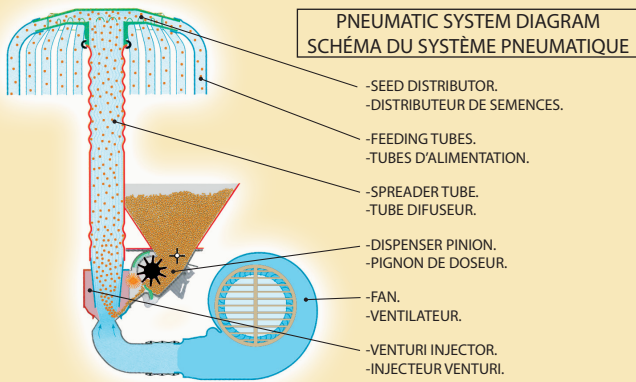 PNEUMATIC SYSTEM DIAGRAM
SCHÉMA DU SYSTÈME PNEUMATIQUE
-SEED DISTRIBUTOR.
-DISTRIBUTEUR DE SEMENCES.
-FEEDING TUBES.
-TUBES D'ALIMENTATION.
-SPREADER TUBE.
-TUBE DIFUSEUR.
-DISPENSER PINION.
-PIGNON DE DOSEUR.
-FAN.
-VENTILATEUR.
-VENTURI INJECTOR.
-INJECTEUR VENTURI.